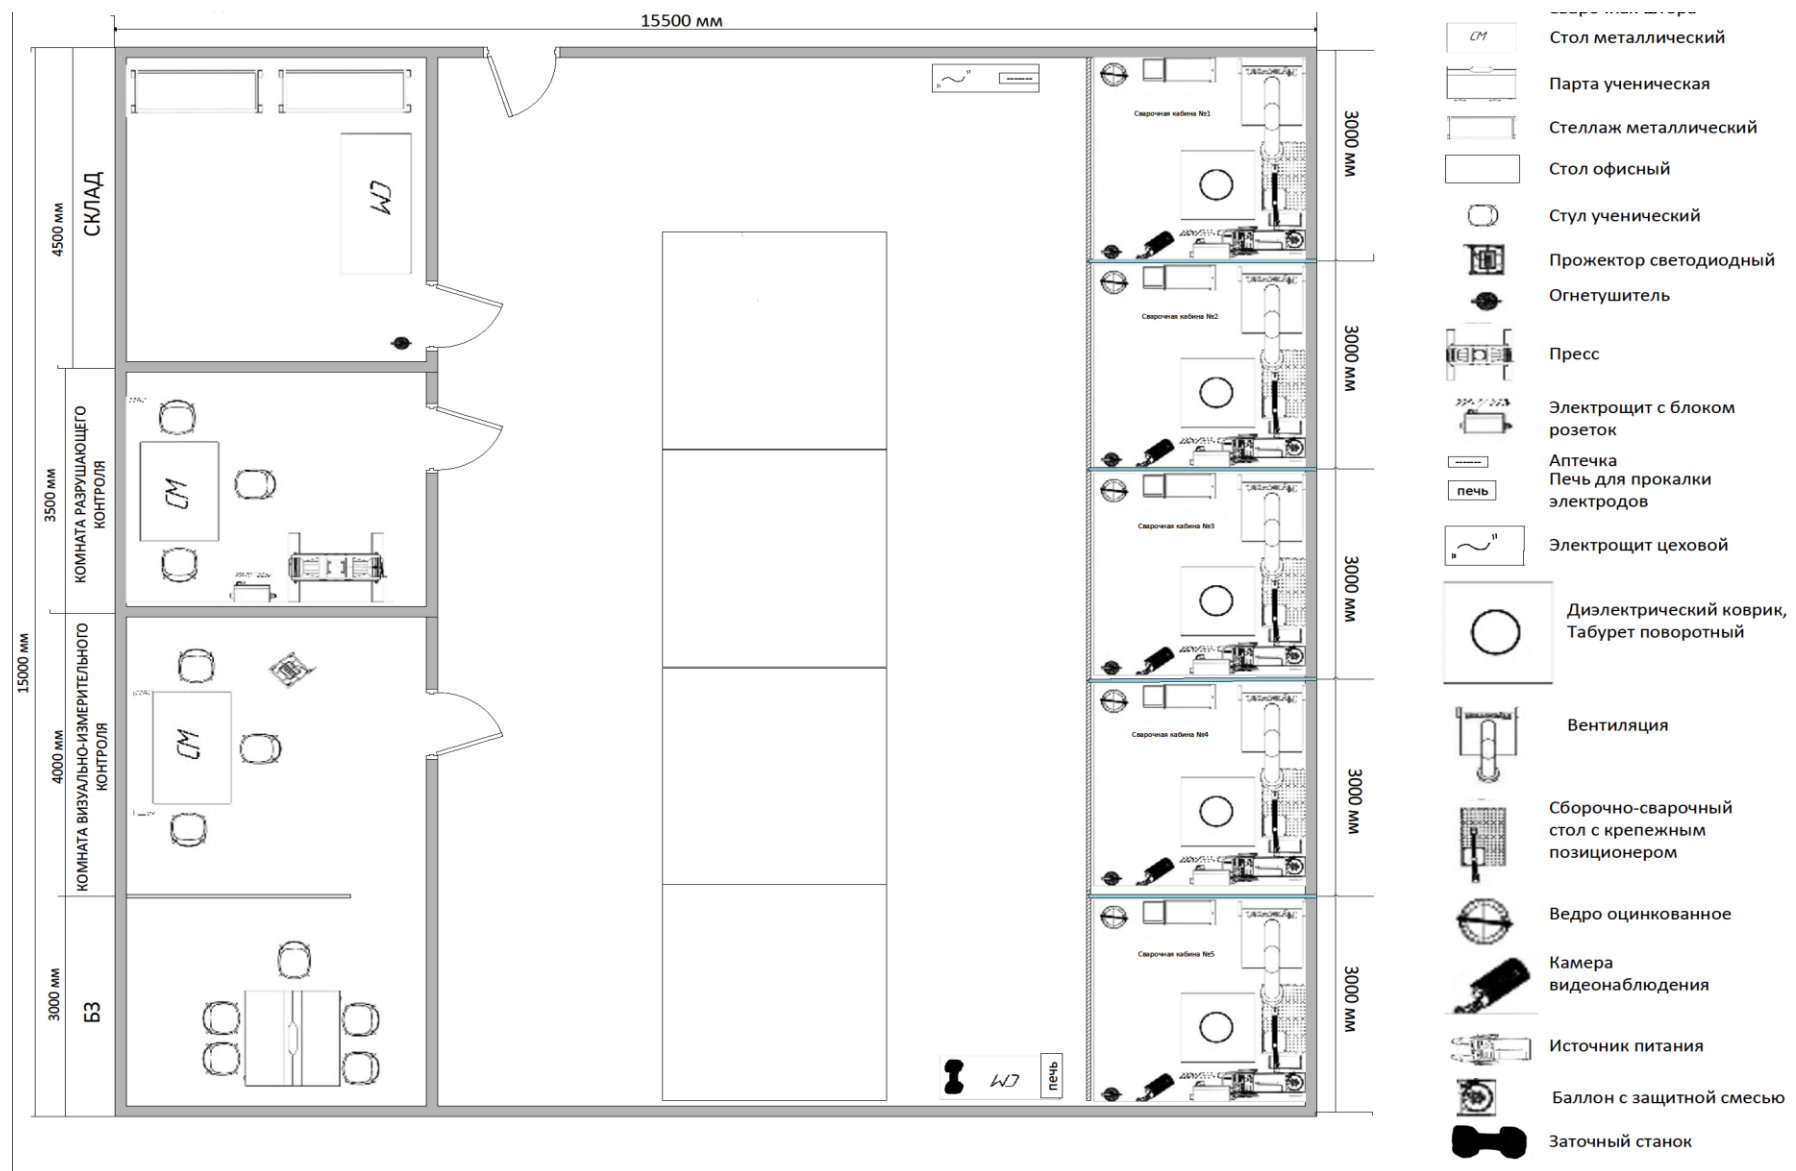 15500 мм
15000 мм
4500 мм
СКЛАД
СМ
3500 мм
КОМНАТА РАЗРУШАЮЩЕГО
КОНТРОЛЯ
СМ
4000 мм
КОМНАТА ВИЗУАЛЬНО-ИЗМЕРИТЕЛЬНОГО
КОНТРОЛЯ
СМ
3000 мм
БЗ
СМ
печь
Сварочная кабина №1
3000 мм
Сварочная кабина №2
3000 мм
Сварочная кабина №3
3000 мм
Сварочная кабина №4
3000 мм
Сварочная кабина №5
3000 мм
СМ
Стол металлический
Парта ученическая
Стеллаж металлический
Стол офисный
Стул ученический
Прожектор светодиодный
Огнетушитель
Пресс
Электрощит с блоком
розеток
Аптечка
печь
Печь для прокалки
электродов
Электрощит цеховой
Диэлектрический коврик,
Табурет поворотный
Вентиляция
Сборочно-сварочный
стол с крепежным
позиционером
Ведро оцинкованное
Камера
видеонаблюдения
Источник питания
Баллон с защитной смесью
Заточный станок